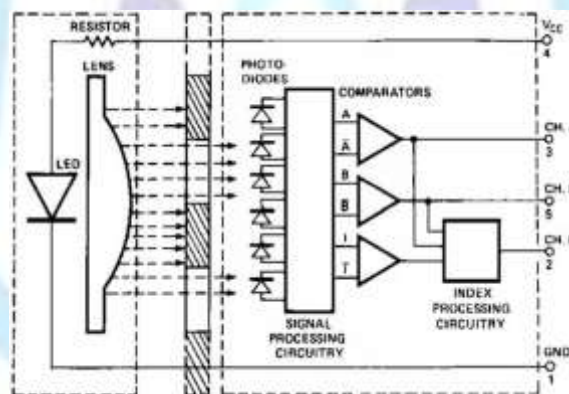 RESISTOR
LENS
LED
PHOTO-
DIODES
COMPARATORS
A
A̅
B
B̅
I
I̅
SIGNAL
PROCESSING
CIRCUITRY
INDEX
PROCESSING
CIRCUITRY
VCC
4
CH.
3
CH.
5
CH.
2
GND
1